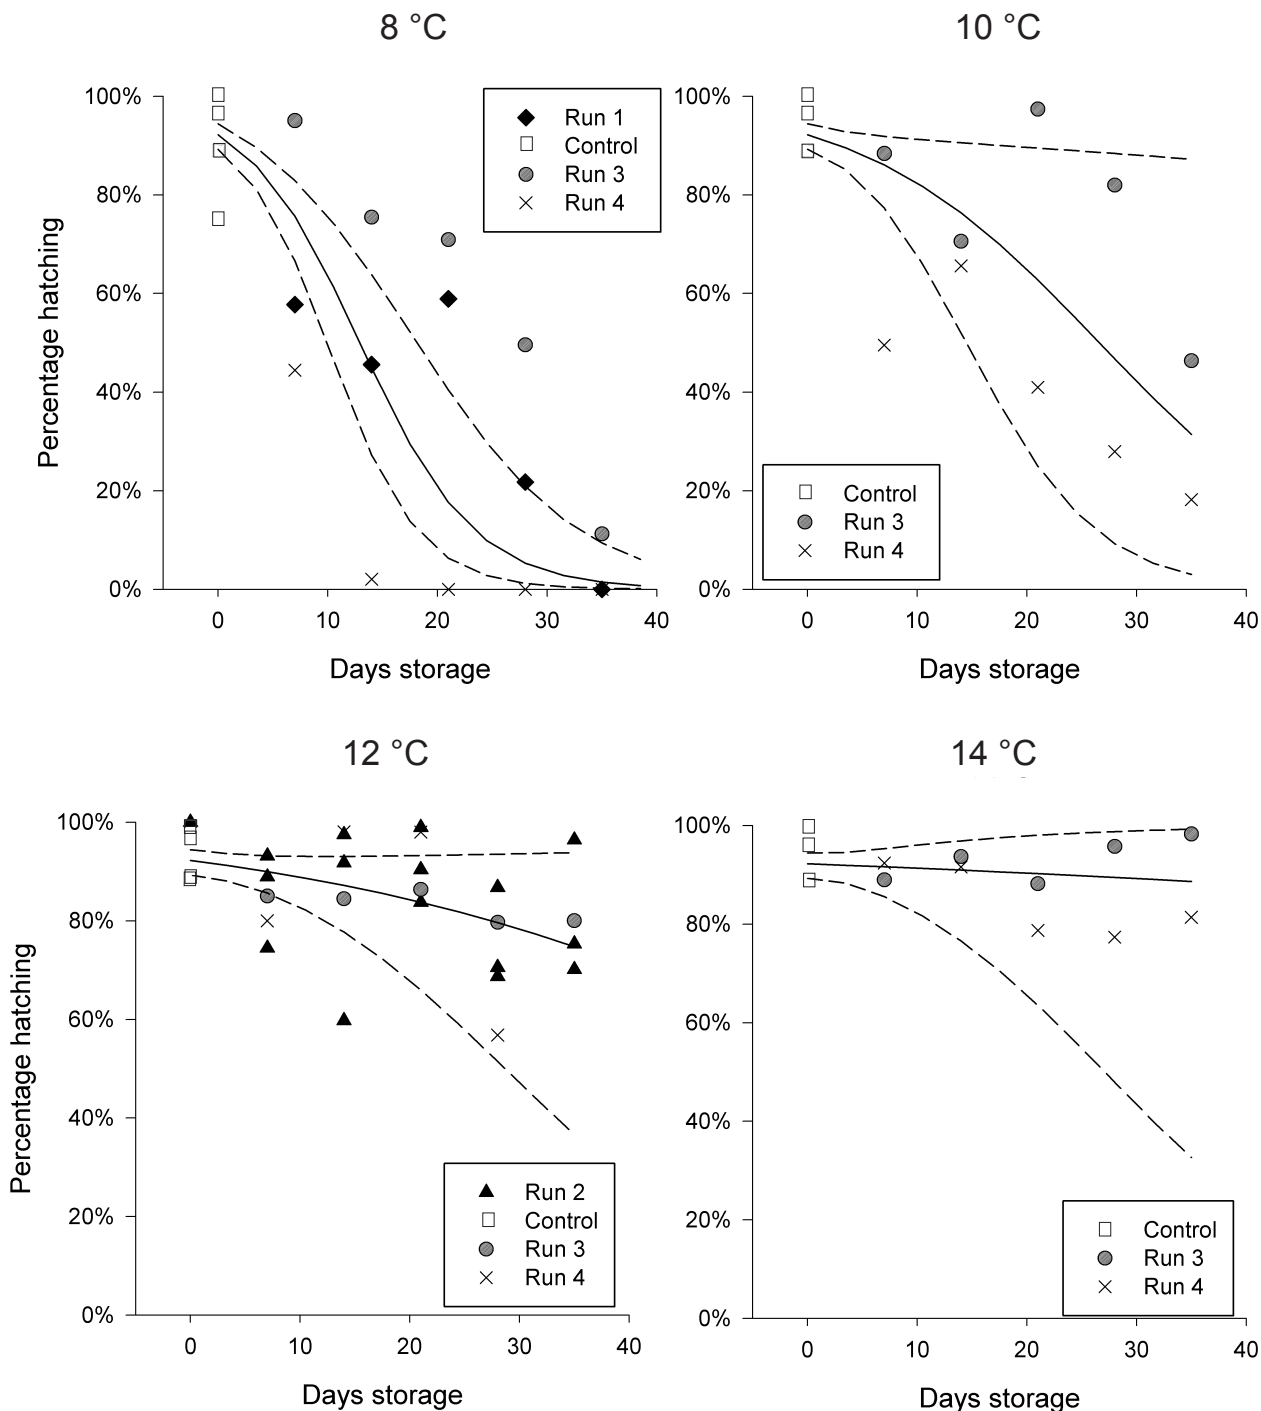 8 °C
10 °C
100%
80%
60%
40%
20%
0%
0 10 20 30 40
Percentage hatching
Days storage
Run 1
Control
Run 3
Run 4
100%
80%
60%
40%
20%
0%
0 10 20 30 40
Days storage
Control
Run 3
Run 4
12 °C
14 °C
100%
80%
60%
40%
20%
0%
0 10 20 30 40
Percentage hatching
Days storage
Run 2
Control
Run 3
Run 4
100%
80%
60%
40%
20%
0%
0 10 20 30 40
Days storage
Control
Run 3
Run 4